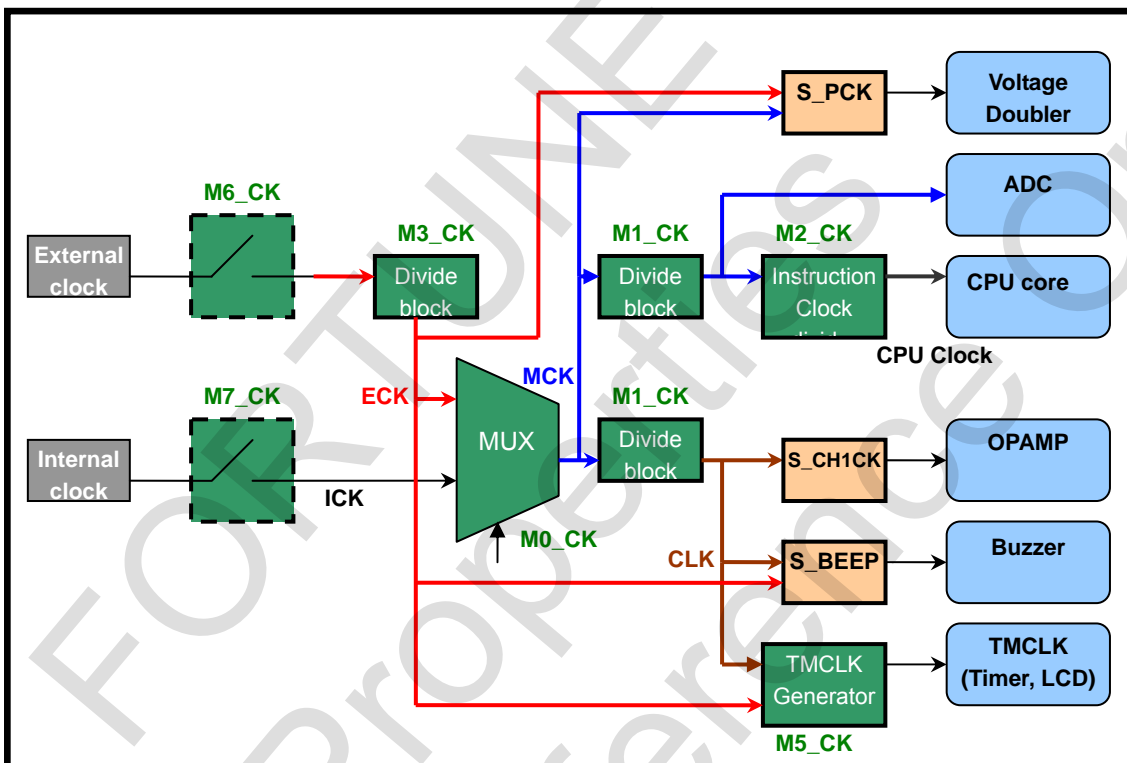 S_PCK
Voltage
Doubler
M6_CK
ADC
M3_CK
M1_CK
M2_CK
External
clock
Divide
block
Divide
block
Instruction
Clock
CPU core
CPU Clock
MCK
ECK
M7_CK
M1_CK
MUX
Divide
block
Internal
clock
ICK
S_CH1CK
OPAMP
M0_CK
CLK
S_BEEP
Buzzer
TMCLK
Generator
TMCLK
(Timer, LCD)
M5_CK
FORTUNE
Properties